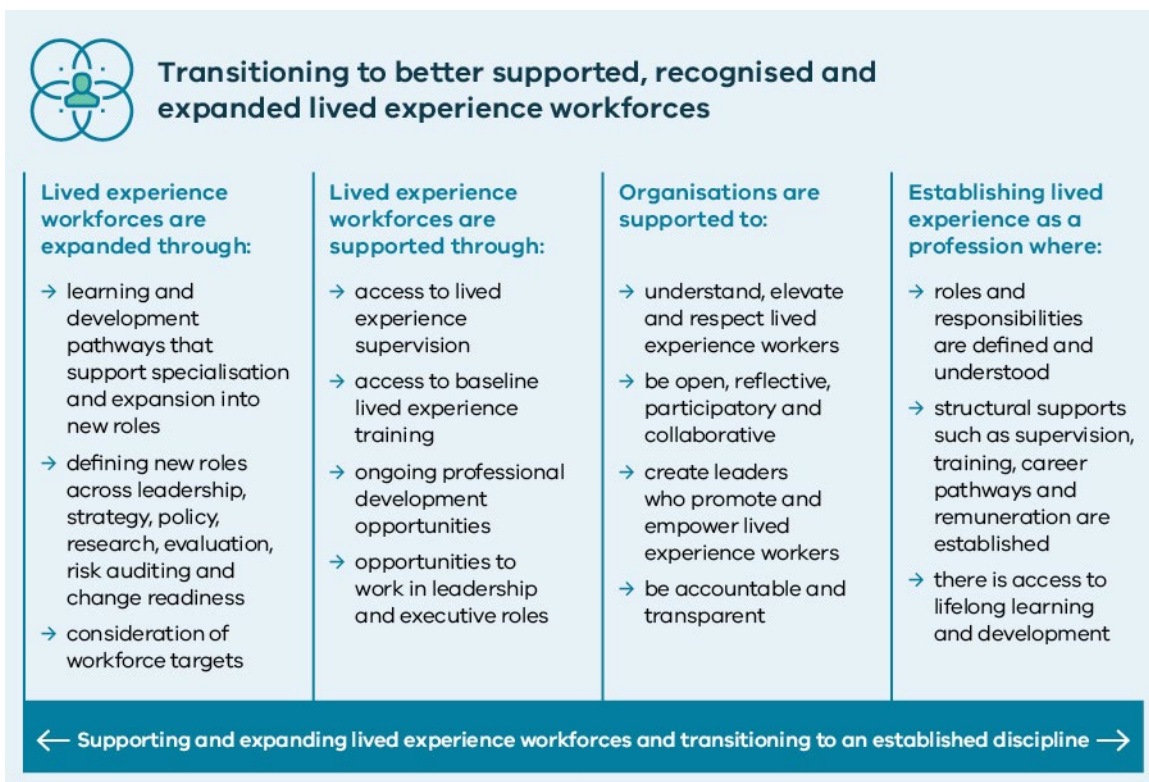 Transitioning to better supported, recognised and
expanded lived experience workforces
Lived experience
workforces are
expanded through:
→ learning and
development
pathways that
support specialisation
and expansion into
new roles
→ defining new roles
across leadership,
strategy, policy,
research, evaluation,
risk auditing and
change readiness
→ consideration of
workforce targets
Lived experience
workforces are
supported through:
→ access to lived
experience
supervision
→ access to baseline
lived experience
training
→ ongoing professional
development
opportunities
→ opportunities to
work in leadership
and executive roles
Organisations are
supported to:
→ understand, elevate
and respect lived
experience workers
→ be open, reflective,
participatory and
collaborative
→ create leaders
who promote and
empower lived
experience workers
→ be accountable and
transparent
Establishing lived
experience as a
profession where:
→ roles and
responsibilities
are defined and
understood
→ structural supports
such as supervision,
training, career
pathways and
remuneration are
established
→ there is access to
lifelong learning
and development
← Supporting and expanding lived experience workforces and transitioning to an established discipline →